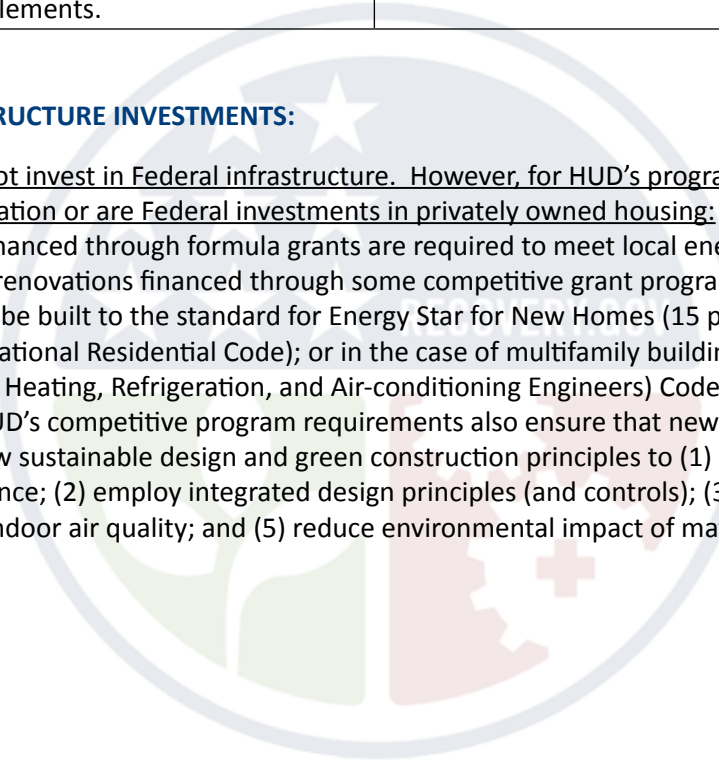 lements.
RUCTURE INVESTMENTS:
ot invest in Federal infrastructure. However, for HUD's progra
ation or are Federal investments in privately owned housing:
nanced through formula grants are required to meet local ene
renovations financed through some competitive grant progra
be built to the standard for Energy Star for New Homes (15 p
RECOVERY.GOV
ational Residential Code); or in the case of multifamily buildin
Heating, Refrigeration, and Air-conditioning Engineers) Code
UD's competitive program requirements also ensure that new
w sustainable design and green construction principles to (1)
nce; (2) employ integrated design principles (and controls); (3
ndoor air quality; and (5) reduce environmental impact of ma